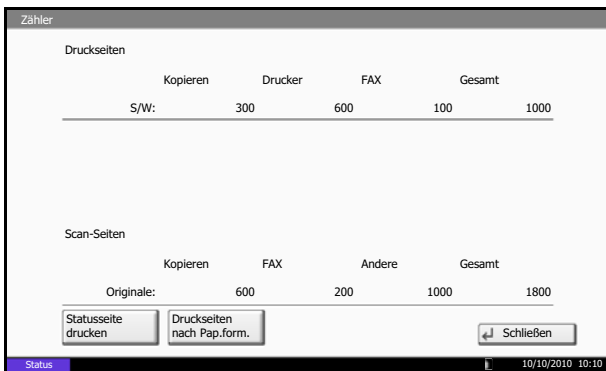 Zähler
Druckseiten
Kopieren Drucker FAX Gesamt
S/W: 300 600 100 1000
Scan-Seiten
Kopieren FAX Andere Gesamt
Originale: 600 200 1000 1800
Statusseite drucken
Druckseiten nach Pap.form.
Schließen
Status 10/10/2010 10:10